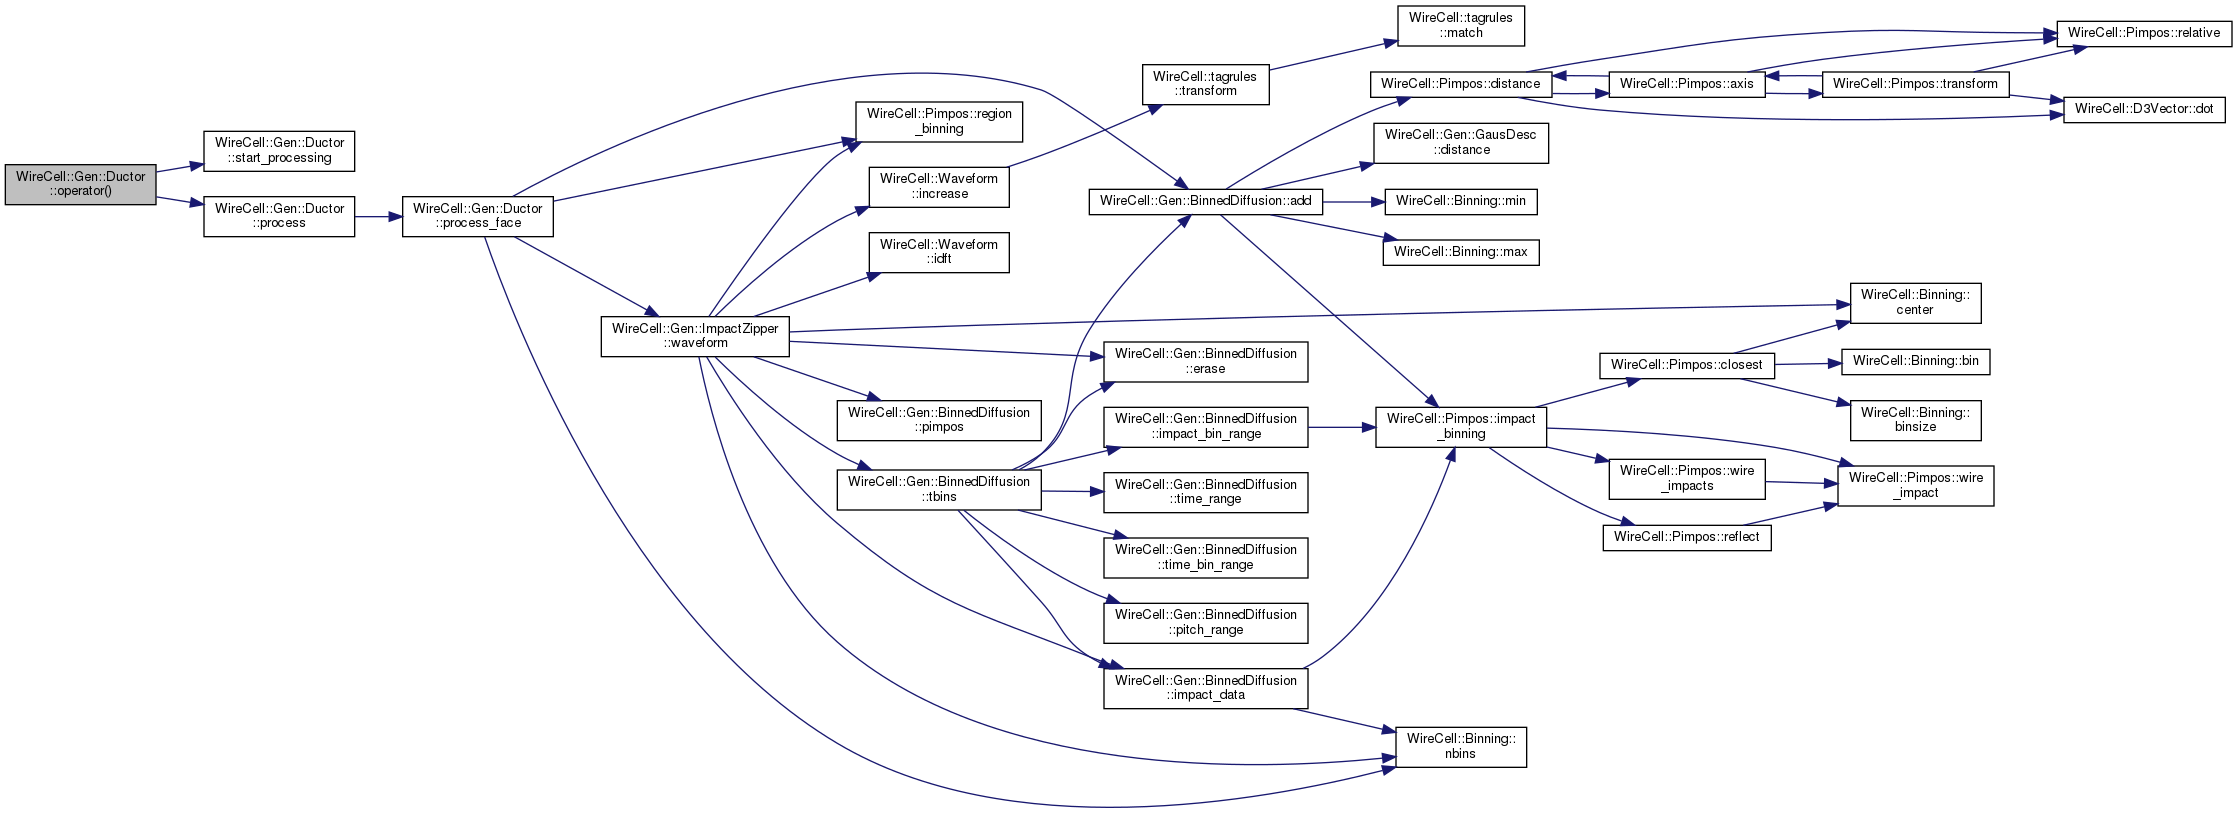 WireCell::Gen::Ductor
::operator()
WireCell::Gen::Ductor
::start_processing
WireCell::Gen::Ductor
::process
WireCell::Gen::Ductor
::process_face
WireCell::Gen::ImpactZipper
::waveform
WireCell::Pimpos::region
_binning
WireCell::Waveform
::increase
WireCell::Waveform
::idft
WireCell::Gen::BinnedDiffusion
::pimpos
WireCell::Gen::BinnedDiffusion
::tbins
WireCell::tagrules
::transform
WireCell::Gen::BinnedDiffusion::add
WireCell::Gen::BinnedDiffusion
::erase
WireCell::Gen::BinnedDiffusion
::impact_bin_range
WireCell::Gen::BinnedDiffusion
::time_range
WireCell::Gen::BinnedDiffusion
::time_bin_range
WireCell::Gen::BinnedDiffusion
::pitch_range
WireCell::Gen::BinnedDiffusion
::impact_data
WireCell::tagrules
::match
WireCell::Pimpos::distance
WireCell::Gen::GausDesc
::distance
WireCell::Binning::min
WireCell::Binning::max
WireCell::Pimpos::impact
_binning
WireCell::Binning::
nbins
WireCell::Pimpos::axis
WireCell::Pimpos::closest
WireCell::Pimpos::wire
_impacts
WireCell::Pimpos::reflect
WireCell::Pimpos::transform
WireCell::Binning::
center
WireCell::Binning::bin
WireCell::Binning::
binsize
WireCell::Pimpos::wire
_impact
WireCell::Pimpos::relative
WireCell::D3Vector::dot